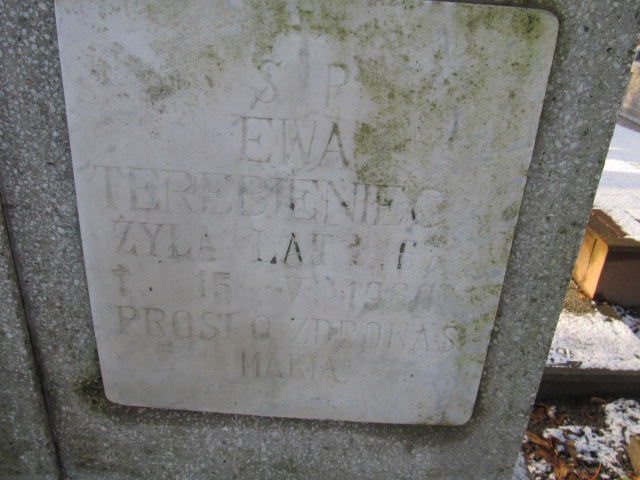 Ś P
EWA
TEREBIENIEC
ŻYŁA LAT
† 15 V 1960
PROSI O ZDROWAŚ
MARIA